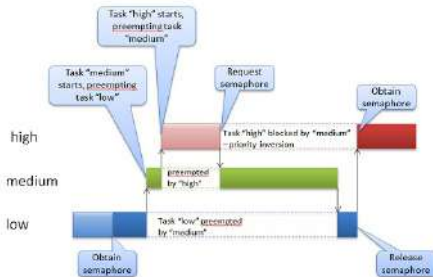 Task "high" starts,
preempting task
"medium"
Task "medium"
starts, preempting
task "low"
Request
semaphore
Obtain
semaphore
high
Task "high" blocked by "medium"
– priority inversion
medium
preempted
by "high"
low
Task "low" preempted
by "medium"
Obtain
semaphore
Release
semaphore